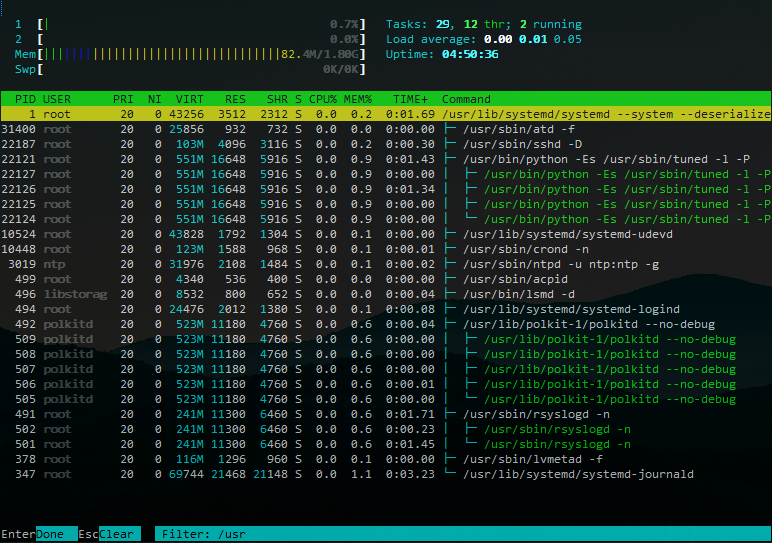 1 [| 0.7%] Tasks: 29, 12 thr; 2 running
2 [ 0.0%] Load average: 0.00 0.01 0.05
Mem[||||||||||||||||||||||||||||||||||82.4M/1.80G] Uptime: 04:50:36
Swp[ 0K/0K]
PID USER PRI NI VIRT RES SHR S CPU% MEM% TIME+ Command
1 root 20 0 43256 3512 2312 S 0.0 0.2 0:01.69 /usr/lib/systemd/systemd --system --deserialize
31400 root 20 0 25856 932 732 S 0.0 0.0 0:00.00 ├─ /usr/sbin/atd -f
22187 root 20 0 103M 4096 3116 S 0.0 0.2 0:00.30 ├─ /usr/sbin/sshd -D
22121 root 20 0 551M 16648 5916 S 0.0 0.9 0:01.43 ├─ /usr/bin/python -Es /usr/sbin/tuned -l -P
22127 root 20 0 551M 16648 5916 S 0.0 0.9 0:00.00 │ ├─ /usr/bin/python -Es /usr/sbin/tuned -l -P
22126 root 20 0 551M 16648 5916 S 0.0 0.9 0:01.34 │ ├─ /usr/bin/python -Es /usr/sbin/tuned -l -P
22125 root 20 0 551M 16648 5916 S 0.0 0.9 0:00.00 │ ├─ /usr/bin/python -Es /usr/sbin/tuned -l -P
22124 root 20 0 551M 16648 5916 S 0.0 0.9 0:00.00 │ └─ /usr/bin/python -Es /usr/sbin/tuned -l -P
10524 root 20 0 43828 1792 1304 S 0.0 0.1 0:00.00 ├─ /usr/lib/systemd/systemd-udevd
10448 root 20 0 123M 1588 968 S 0.0 0.1 0:00.01 ├─ /usr/sbin/crond -n
3019 ntp 20 0 31976 2108 1484 S 0.0 0.1 0:00.02 ├─ /usr/sbin/ntpd -u ntp:ntp -g
499 root 20 0 4340 536 400 S 0.0 0.0 0:00.00 ├─ /usr/sbin/acpid
496 libstorag 20 0 8532 800 652 S 0.0 0.0 0:00.04 ├─ /usr/bin/lsmd -d
494 root 20 0 24476 2012 1380 S 0.0 0.1 0:00.08 ├─ /usr/lib/systemd/systemd-logind
492 polkitd 20 0 523M 11180 4760 S 0.0 0.6 0:00.04 ├─ /usr/lib/polkit-1/polkitd --no-debug
509 polkitd 20 0 523M 11180 4760 S 0.0 0.6 0:00.00 │ ├─ /usr/lib/polkit-1/polkitd --no-debug
508 polkitd 20 0 523M 11180 4760 S 0.0 0.6 0:00.00 │ ├─ /usr/lib/polkit-1/polkitd --no-debug
507 polkitd 20 0 523M 11180 4760 S 0.0 0.6 0:00.00 │ ├─ /usr/lib/polkit-1/polkitd --no-debug
506 polkitd 20 0 523M 11180 4760 S 0.0 0.6 0:00.01 │ ├─ /usr/lib/polkit-1/polkitd --no-debug
505 polkitd 20 0 523M 11180 4760 S 0.0 0.6 0:00.00 │ └─ /usr/lib/polkit-1/polkitd --no-debug
491 root 20 0 241M 11300 6460 S 0.0 0.6 0:01.71 ├─ /usr/sbin/rsyslogd -n
502 root 20 0 241M 11300 6460 S 0.0 0.6 0:00.23 │ ├─ /usr/sbin/rsyslogd -n
501 root 20 0 241M 11300 6460 S 0.0 0.6 0:01.45 │ └─ /usr/sbin/rsyslogd -n
378 root 20 0 116M 1296 960 S 0.0 0.1 0:00.00 ├─ /usr/sbin/lvmetad -f
347 root 20 0 69744 21468 21148 S 0.0 1.1 0:03.23 └─ /usr/lib/systemd/systemd-journald
EnterDone EscClear Filter: /usr